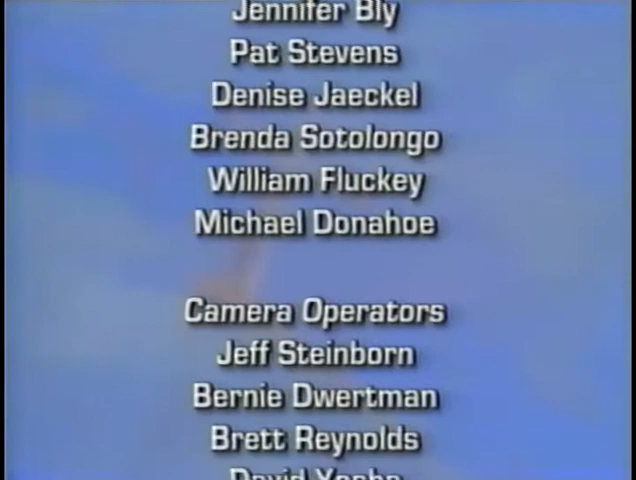 Jennifer Bly
Pat Stevens
Denise Jaeckel
Brenda Sotolongo
William Fluckey
Michael Donahoe
Camera Operators
Jeff Steinborn
Bernie Dwertman
Brett Reynolds
David